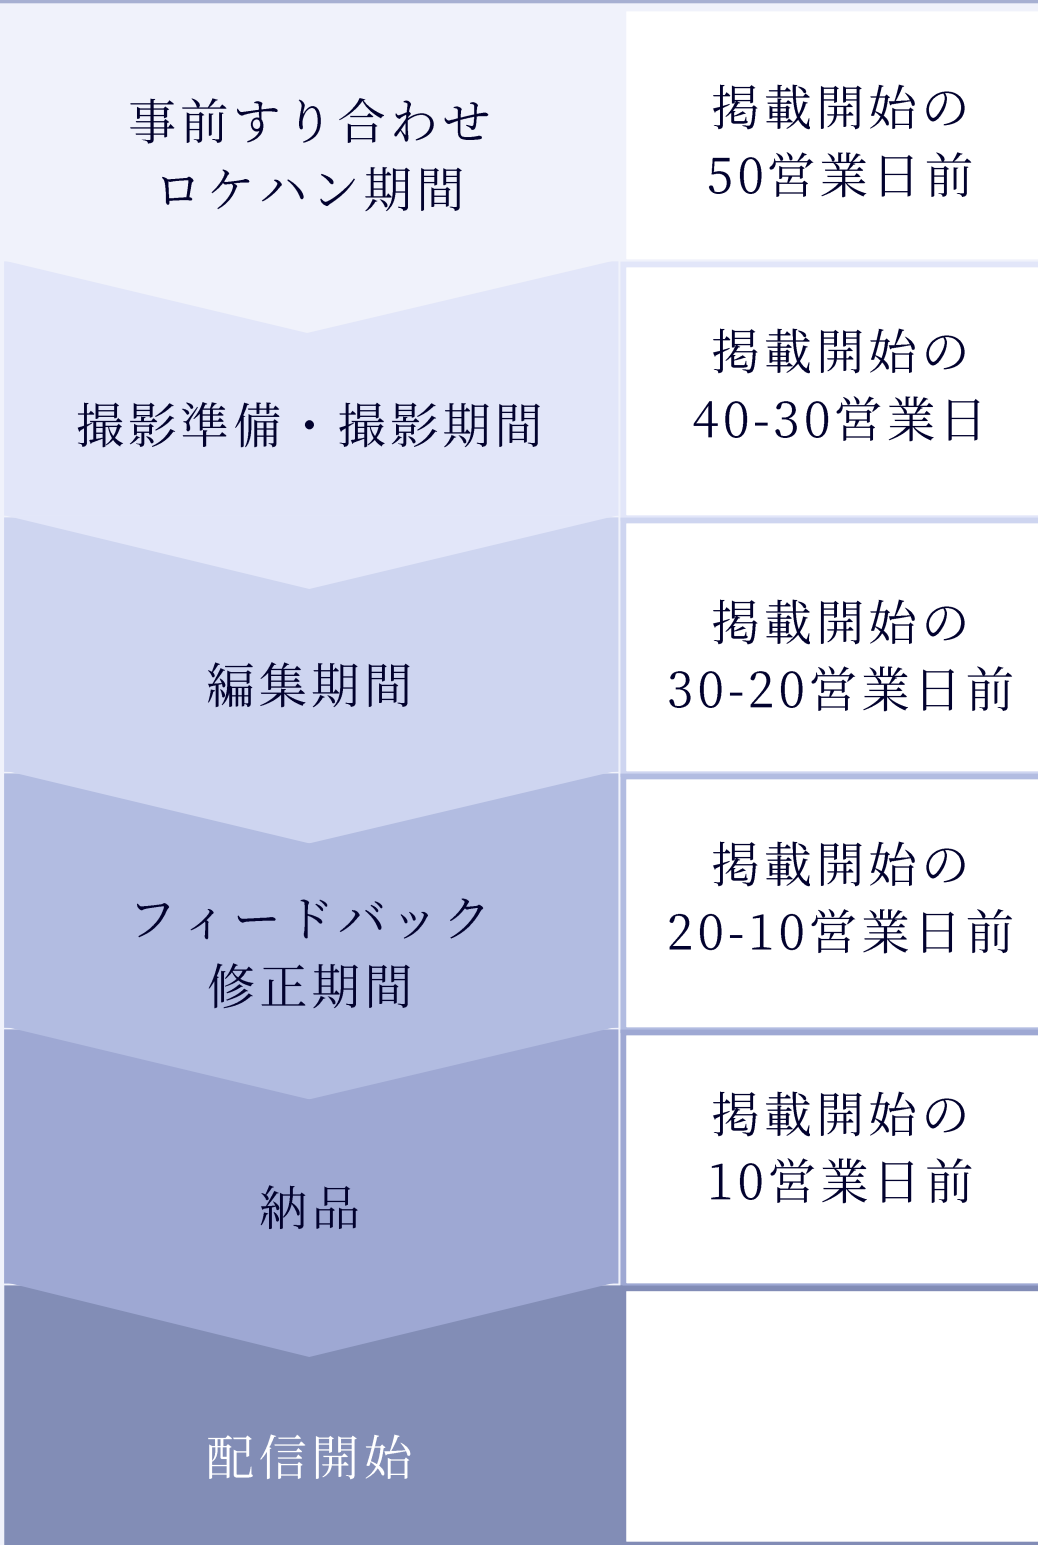 事前すり合わせ
ロケハン期間
掲載開始の
50営業日前
撮影準備・撮影期間
掲載開始の
40-30営業日
編集期間
掲載開始の
30-20営業日前
フィードバック
修正期間
掲載開始の
20-10営業日前
納品
掲載開始の
10営業日前
配信開始